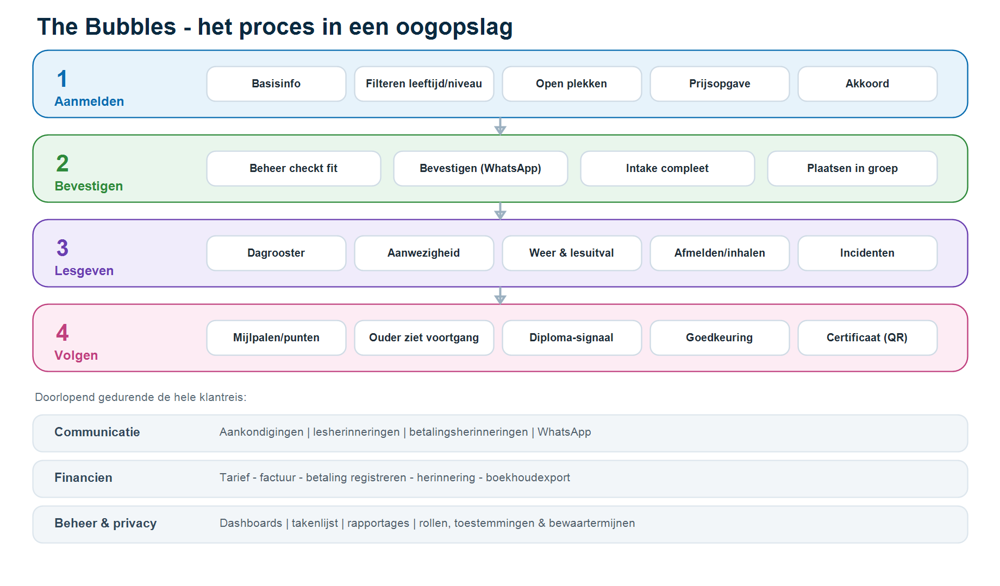 The Bubbles - het proces in een oogopslag
1
Aanmelden
Basisinfo
Filteren leeftijd/niveau
Open plekken
Prijsopgave
Akkoord
2
Bevestigen
Beheer checkt fit
Bevestigen (WhatsApp)
Intake compleet
Plaatsen in groep
3
Lesgeven
Dagrooster
Aanwezigheid
Weer & lesuitval
Afmelden/inhalen
Incidenten
4
Volgen
Mijlpalen/punten
Ouder ziet voortgang
Diploma-signaal
Goedkeuring
Certificaat (QR)
Doorlopend gedurende de hele klantreis:
Communicatie
Aankondigingen | lesherinneringen | betalingsherinneringen | WhatsApp
Financien
Tarief - factuur - betaling registreren - herinnering - boekhoudexport
Beheer & privacy
Dashboards | takenlijst | rapportages | rollen, toestemmingen & bewaartermijnen